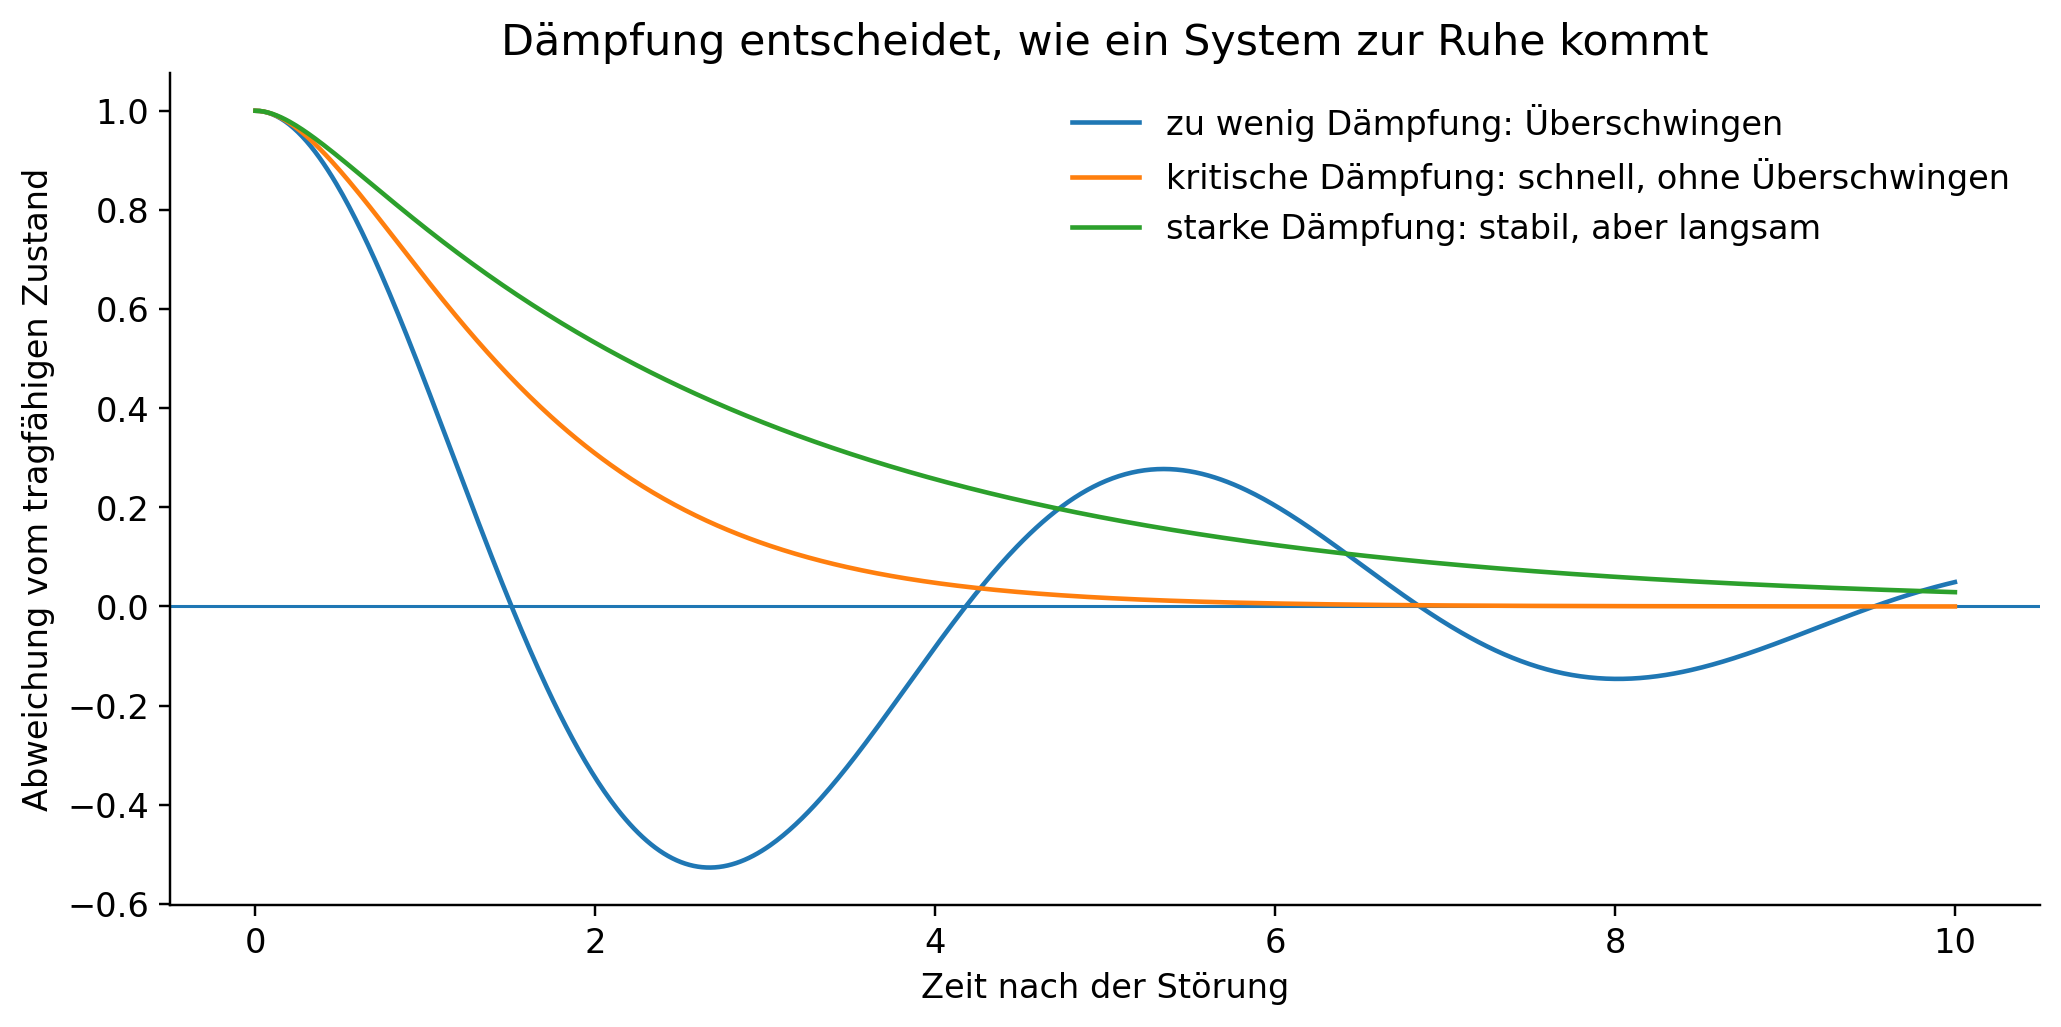 Dämpfung entscheidet, wie ein System zur Ruhe kommt
zu wenig Dämpfung: Überschwingen
kritische Dämpfung: schnell, ohne Überschwingen
starke Dämpfung: stabil, aber langsam
Abweichung vom tragfähigen Zustand
1.0
0.8
0.6
0.4
0.2
0.0
−0.2
−0.4
−0.6
0 2 4 6 8 10
Zeit nach der Störung